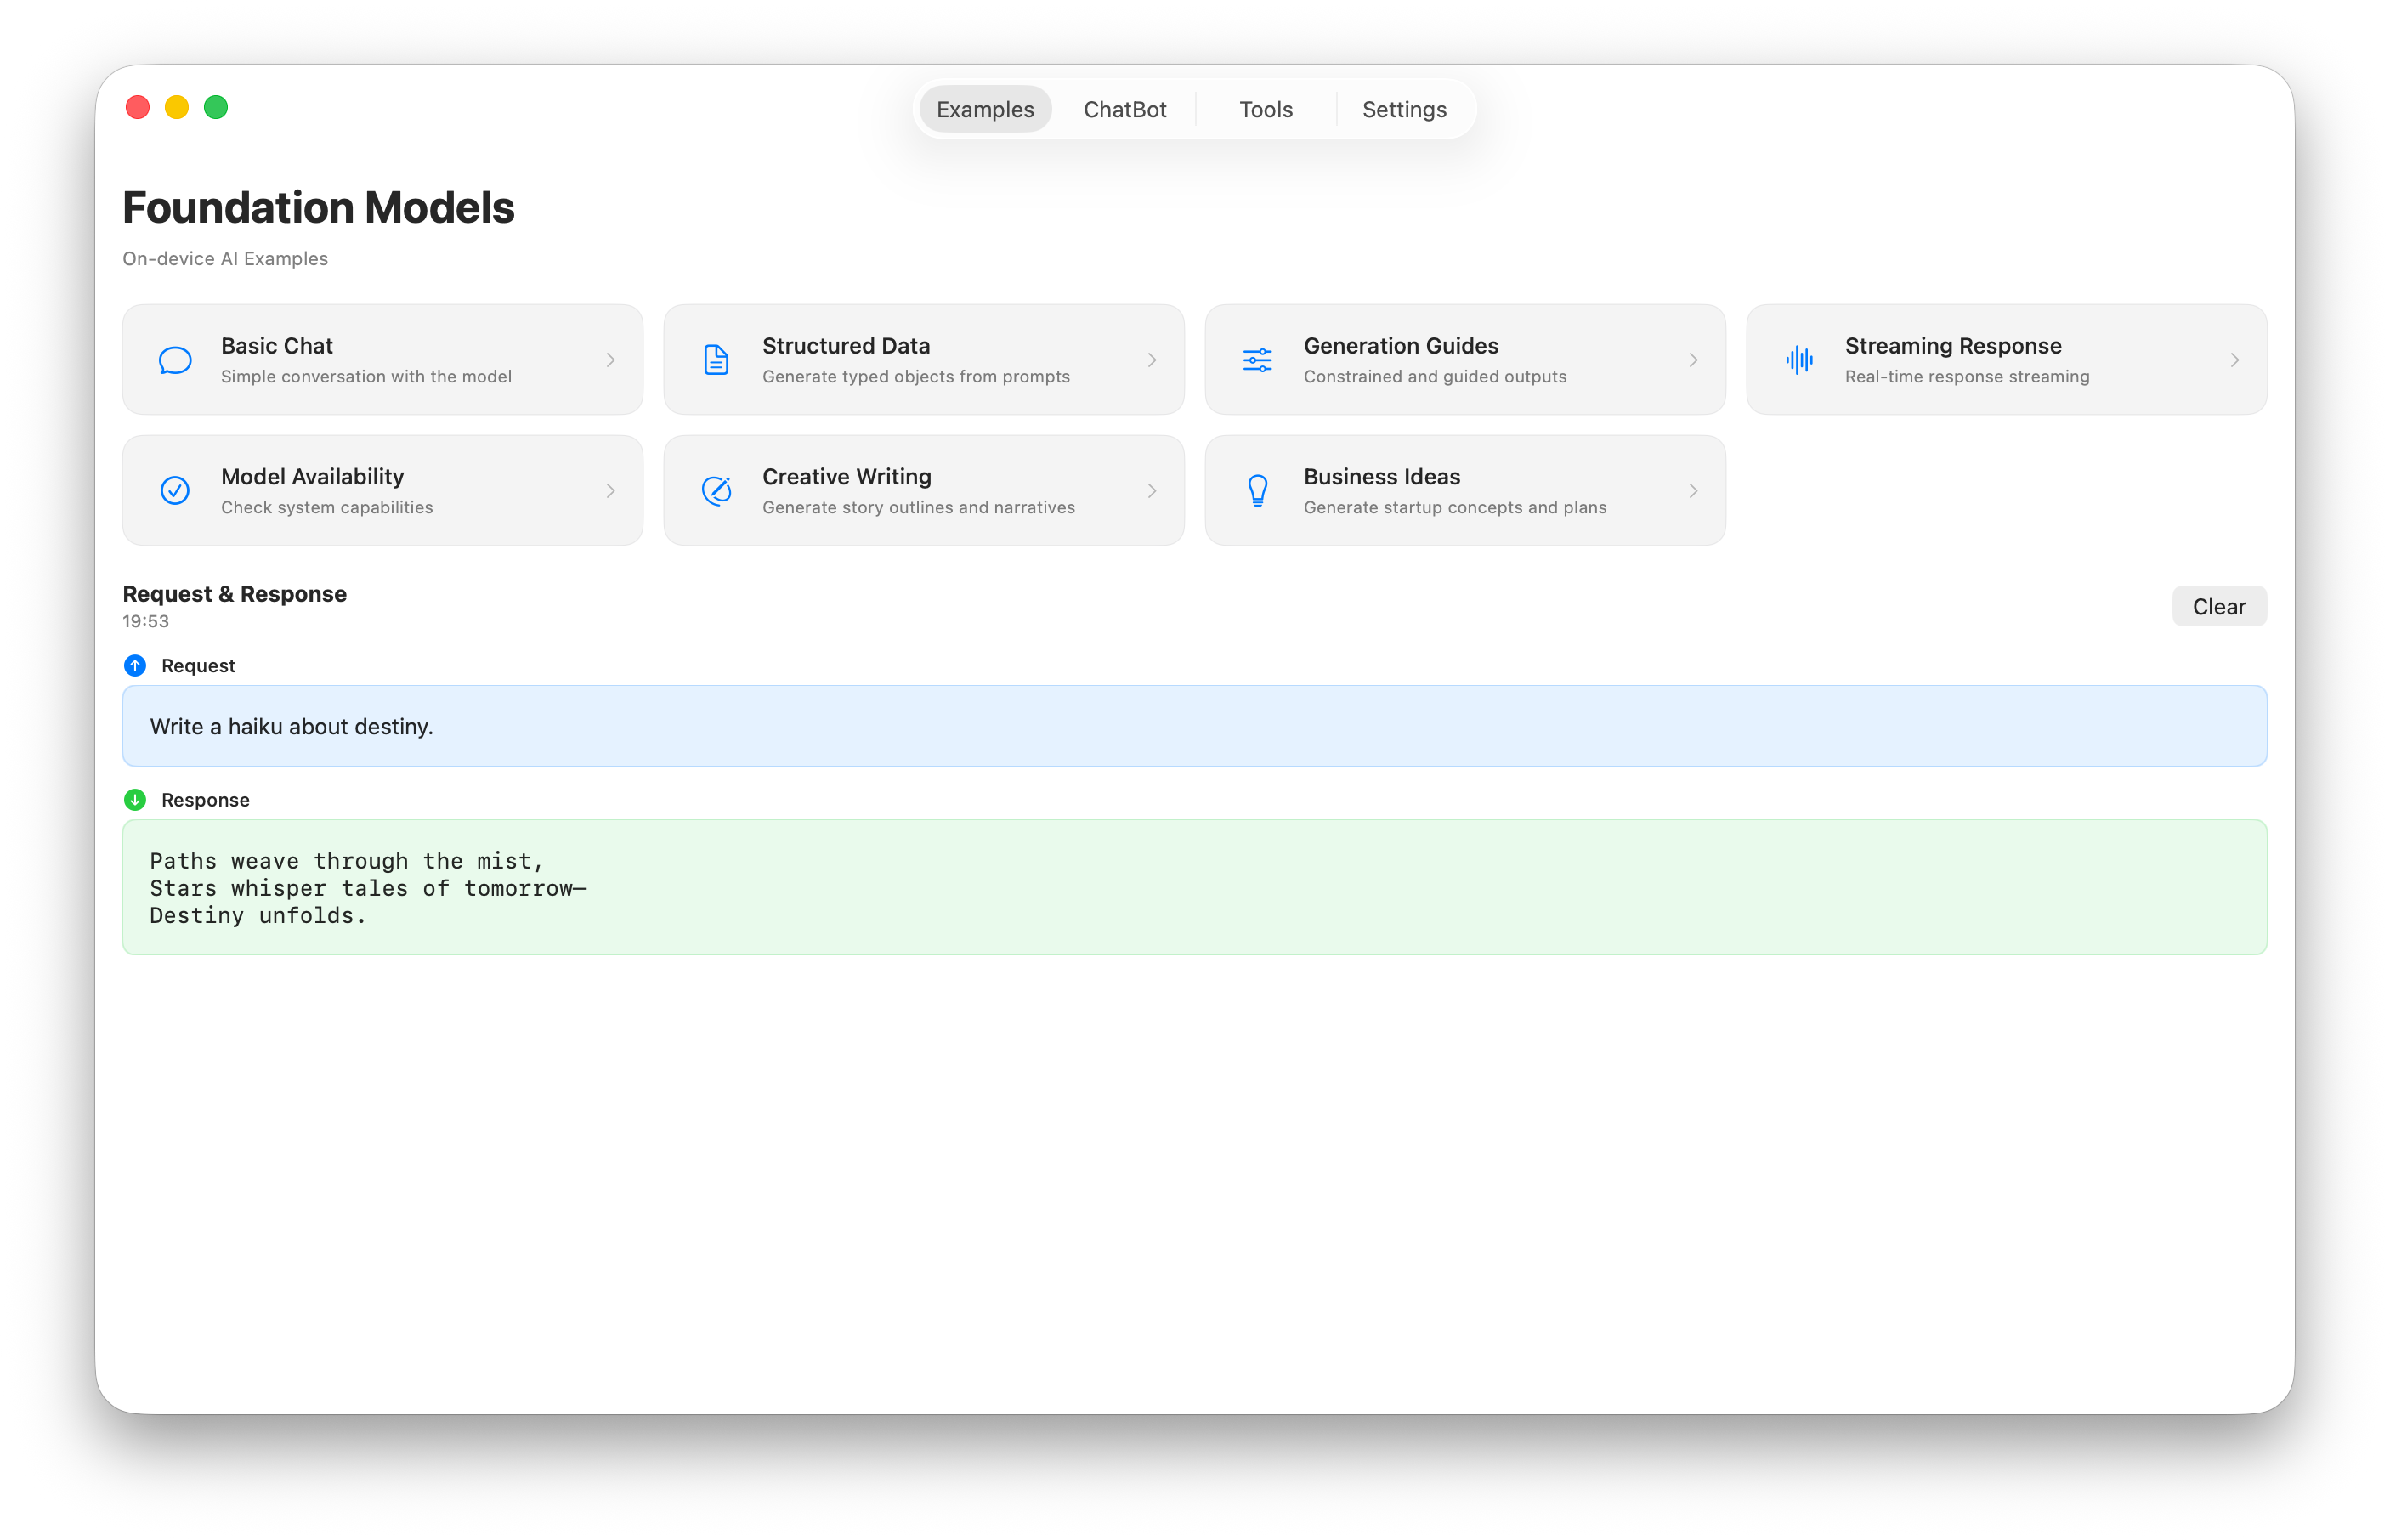 Examples ChatBot Tools Settings
Foundation Models
On-device AI Examples
Basic Chat
Simple conversation with the model
Structured Data
Generate typed objects from prompts
Generation Guides
Constrained and guided outputs
Streaming Response
Real-time response streaming
Model Availability
Check system capabilities
Creative Writing
Generate story outlines and narratives
Business Ideas
Generate startup concepts and plans
Request & Response
19:53
Clear
Request
Write a haiku about destiny.
Response
Paths weave through the mist,
Stars whisper tales of tomorrow—
Destiny unfolds.